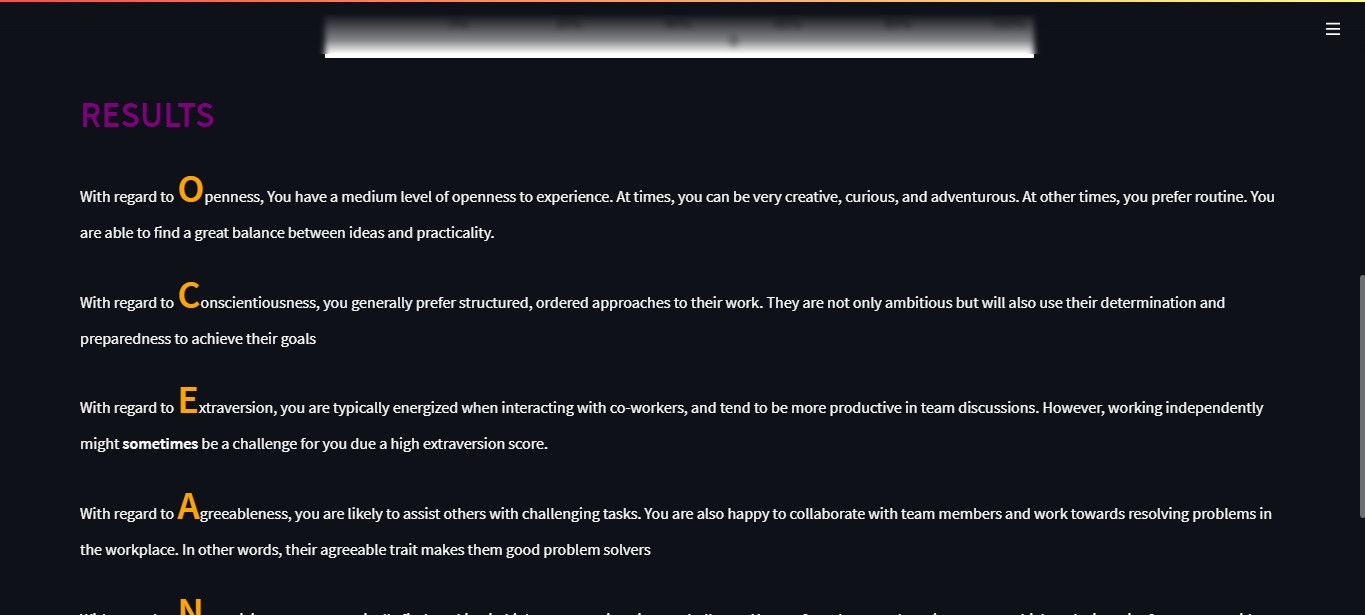 RESULTS
With regard to Openness, You have a medium level of openness to experience. At times, you can be very creative, curious, and adventurous. At other times, you prefer routine. You
are able to find a great balance between ideas and practicality.
With regard to Conscientiousness, you generally prefer structured, ordered approaches to their work. They are not only ambitious but will also use their determination and
preparedness to achieve their goals
With regard to Extraversion, you are typically energized when interacting with co-workers, and tend to be more productive in team discussions. However, working independently
might sometimes be a challenge for you due a high extraversion score.
With regard to Agreeableness, you are likely to assist others with challenging tasks. You are also happy to collaborate with team members and work towards resolving problems in
the workplace. In other words, their agreeable trait makes them good problem solvers
N